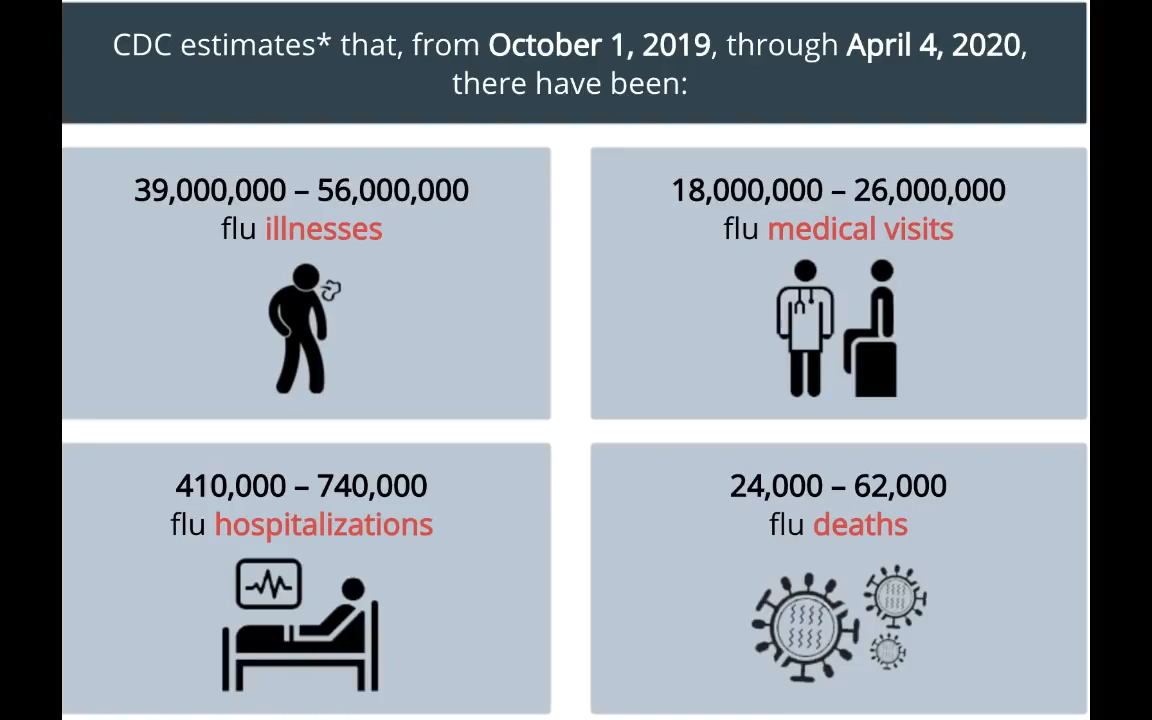 CDC estimates* that, from October 1, 2019, through April 4, 2020,
there have been:
39,000,000 – 56,000,000
flu illnesses
18,000,000 – 26,000,000
flu medical visits
410,000 – 740,000
flu hospitalizations
24,000 – 62,000
flu deaths